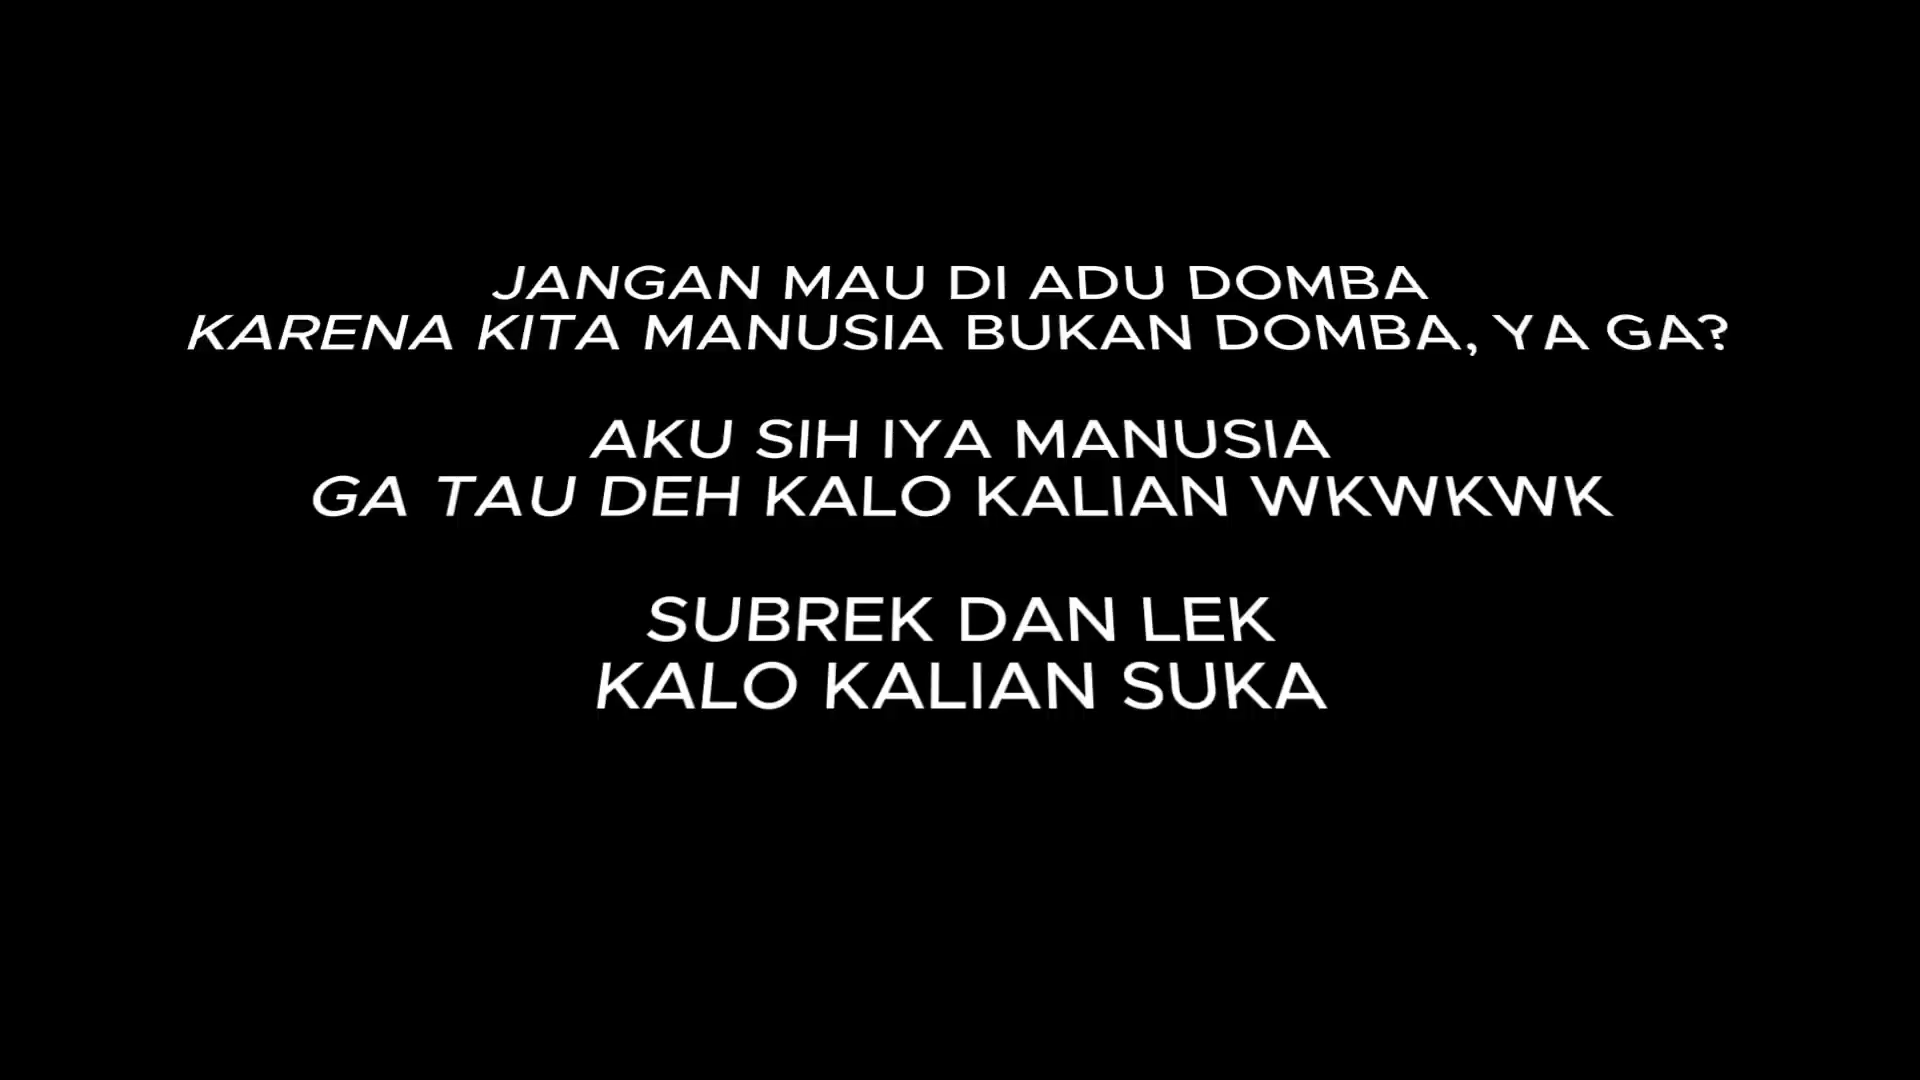 JANGAN MAU DI ADU DOMBA
KARENA KITA MANUSIA BUKAN DOMBA, YA GA?
AKU SIH IYA MANUSIA
GA TAU DEH KALO KALIAN WKWKWK
SUBREK DAN LEK
KALO KALIAN SUKA